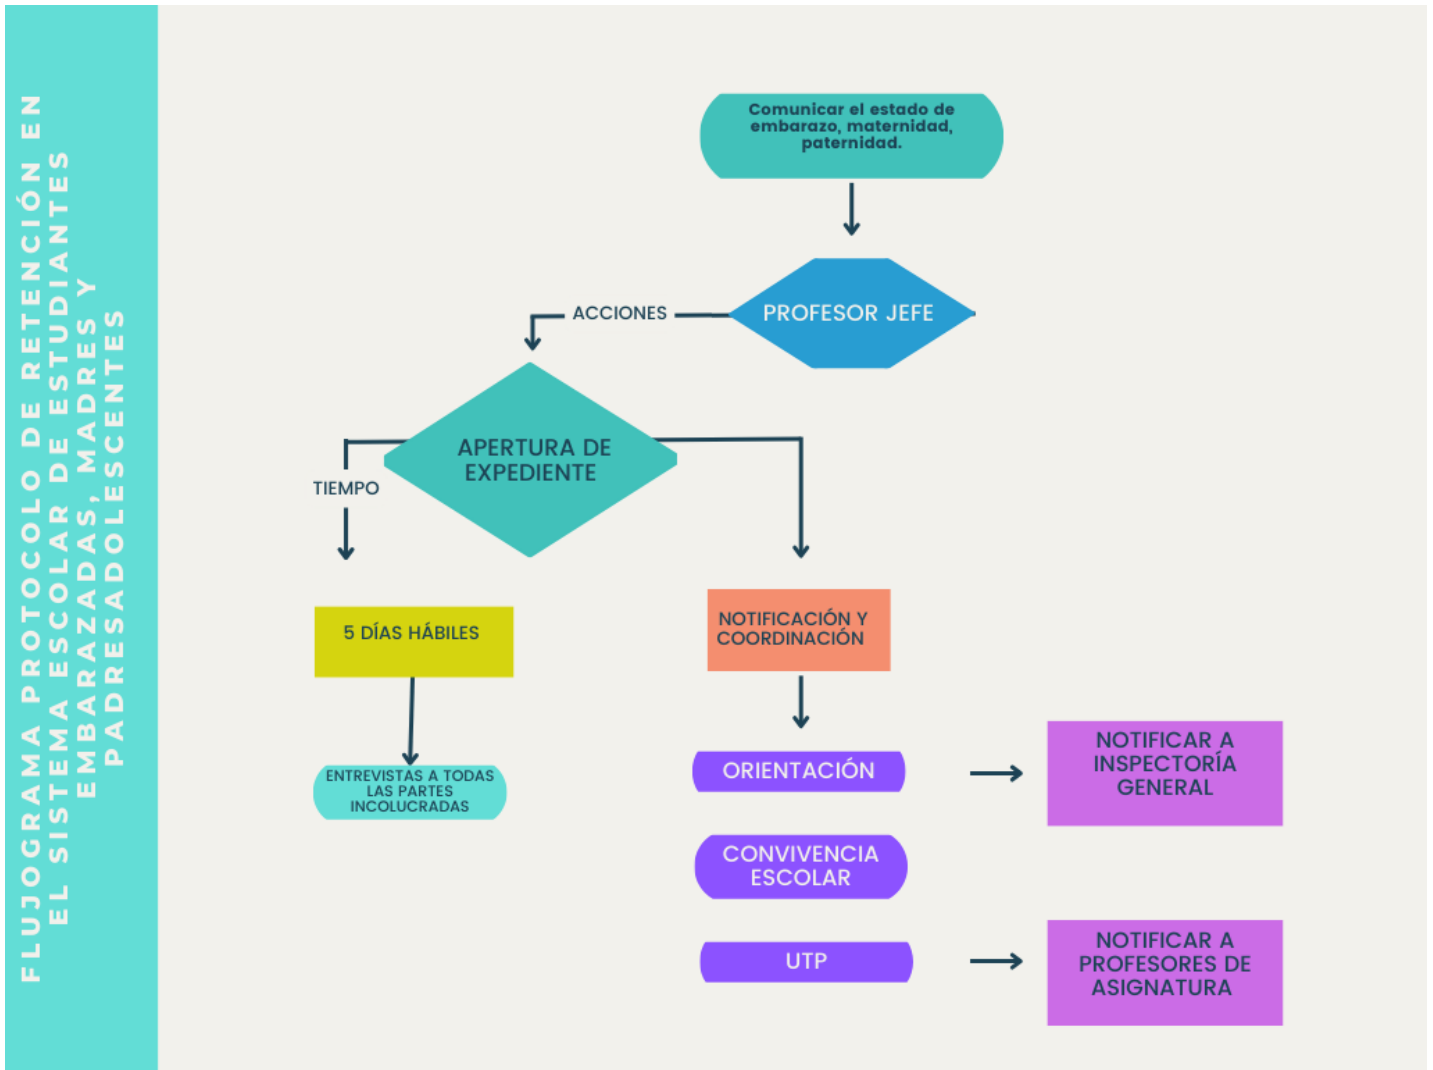 FLUJOGRAMA PROTOCOLO DE RETENCIÓN EN
EL SISTEMA ESCOLAR DE ESTUDIANTES
EMBARAZADAS, MADRES Y
PADRESADOLESCENTES
Comunicar el estado de
embarazo, maternidad,
paternidad.
PROFESOR JEFE
ACCIONES
APERTURA DE
EXPEDIENTE
TIEMPO
5 DÍAS HÁBILES
NOTIFICACIÓN Y
COORDINACIÓN
ENTREVISTAS A TODAS
LAS PARTES
INCOLUCRADAS
ORIENTACIÓN
NOTIFICAR A
INSPECTORÍA
GENERAL
CONVIVENCIA
ESCOLAR
UTP
NOTIFICAR A
PROFESORES DE
ASIGNATURA